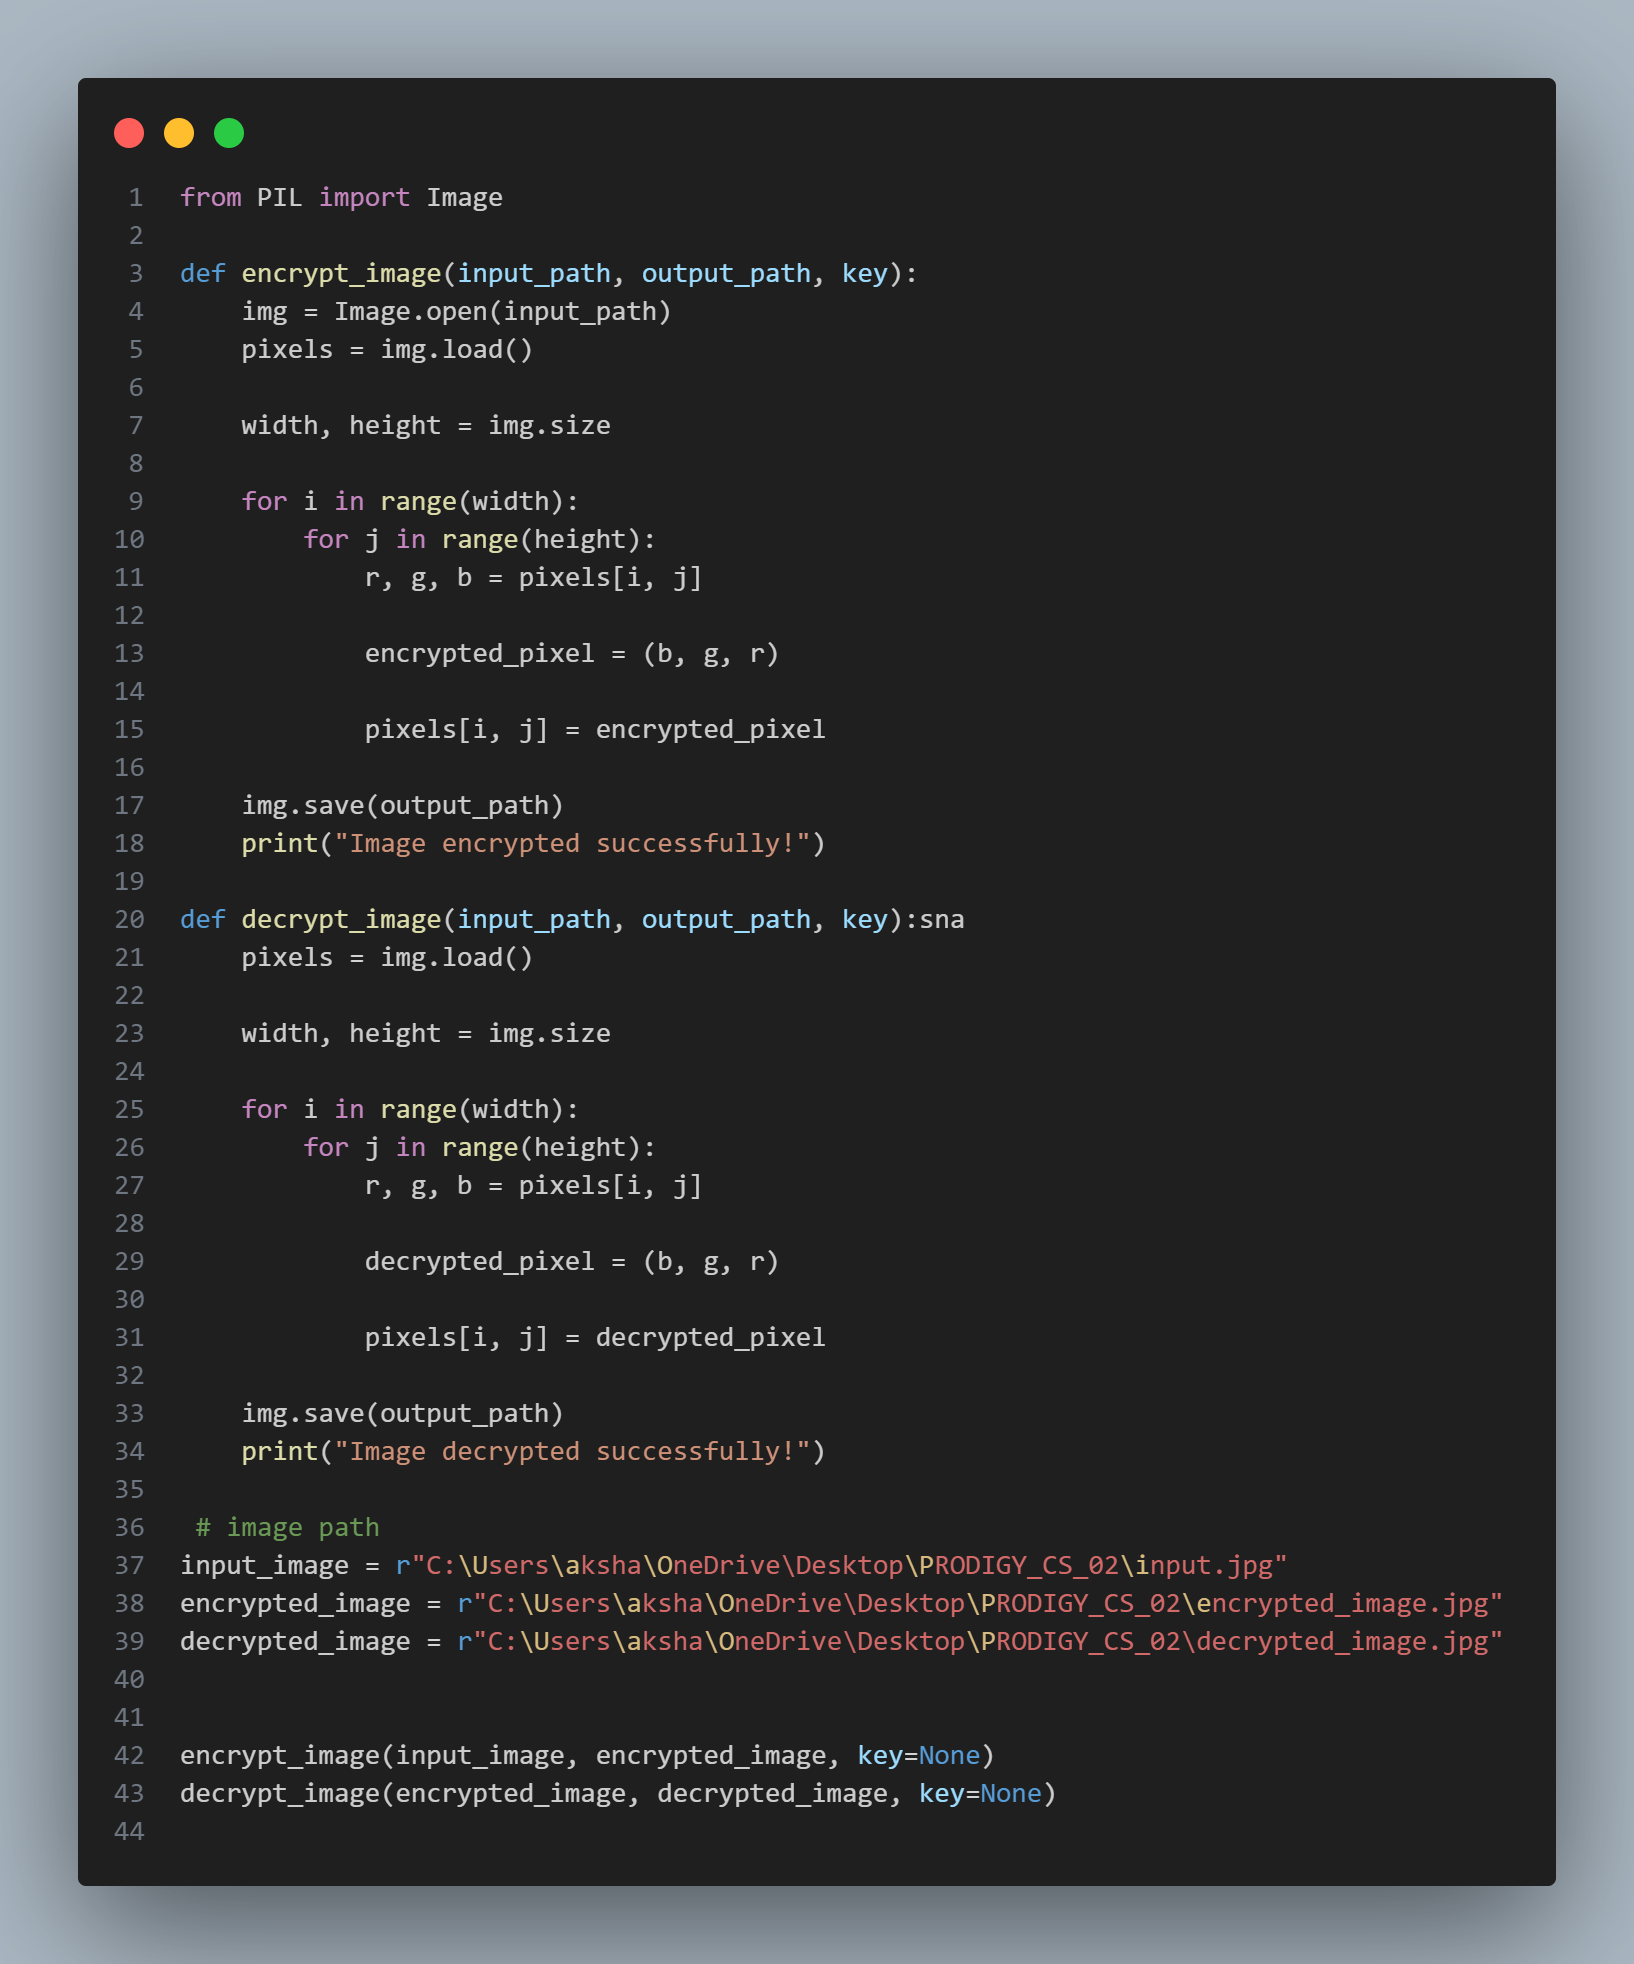 1 from PIL import Image
2
3 def encrypt_image(input_path, output_path, key):
4     img = Image.open(input_path)
5     pixels = img.load()
6
7     width, height = img.size
8
9     for i in range(width):
10         for j in range(height):
11             r, g, b = pixels[i, j]
12
13             encrypted_pixel = (b, g, r)
14
15             pixels[i, j] = encrypted_pixel
16
17     img.save(output_path)
18     print("Image encrypted successfully!")
19
20 def decrypt_image(input_path, output_path, key):sna
21     pixels = img.load()
22
23     width, height = img.size
24
25     for i in range(width):
26         for j in range(height):
27             r, g, b = pixels[i, j]
28
29             decrypted_pixel = (b, g, r)
30
31             pixels[i, j] = decrypted_pixel
32
33     img.save(output_path)
34     print("Image decrypted successfully!")
35
36  # image path
37 input_image = r"C:\Users\aksha\OneDrive\Desktop\PRODIGY_CS_02\input.jpg"
38 encrypted_image = r"C:\Users\aksha\OneDrive\Desktop\PRODIGY_CS_02\encrypted_image.jpg"
39 decrypted_image = r"C:\Users\aksha\OneDrive\Desktop\PRODIGY_CS_02\decrypted_image.jpg"
40
41
42 encrypt_image(input_image, encrypted_image, key=None)
43 decrypt_image(encrypted_image, decrypted_image, key=None)
44